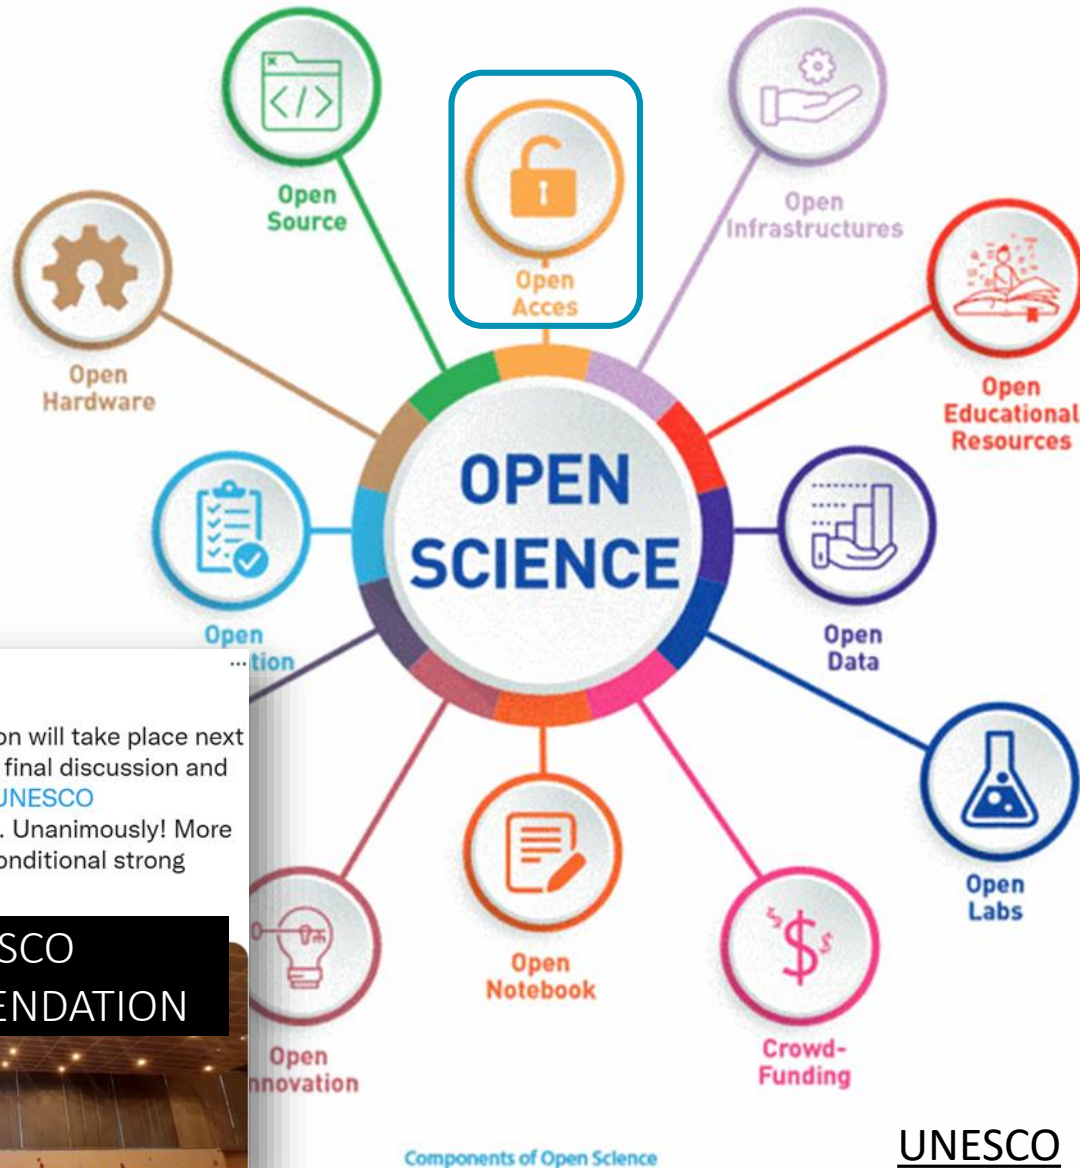 Open
Source
Open
Acces
Open
Infrastructures
Open
Hardware
Open
Educational
Resources
OPEN
SCIENCE
Open
tion
Open
Data
...
on will take place next
final discussion and
UNESCO
. Unanimously! More
onditional strong
SCO
ENDATION
Open
Labs
Open
Notebook
Open
nnovation
Crowd-
Funding
Components of Open Science
UNESCO